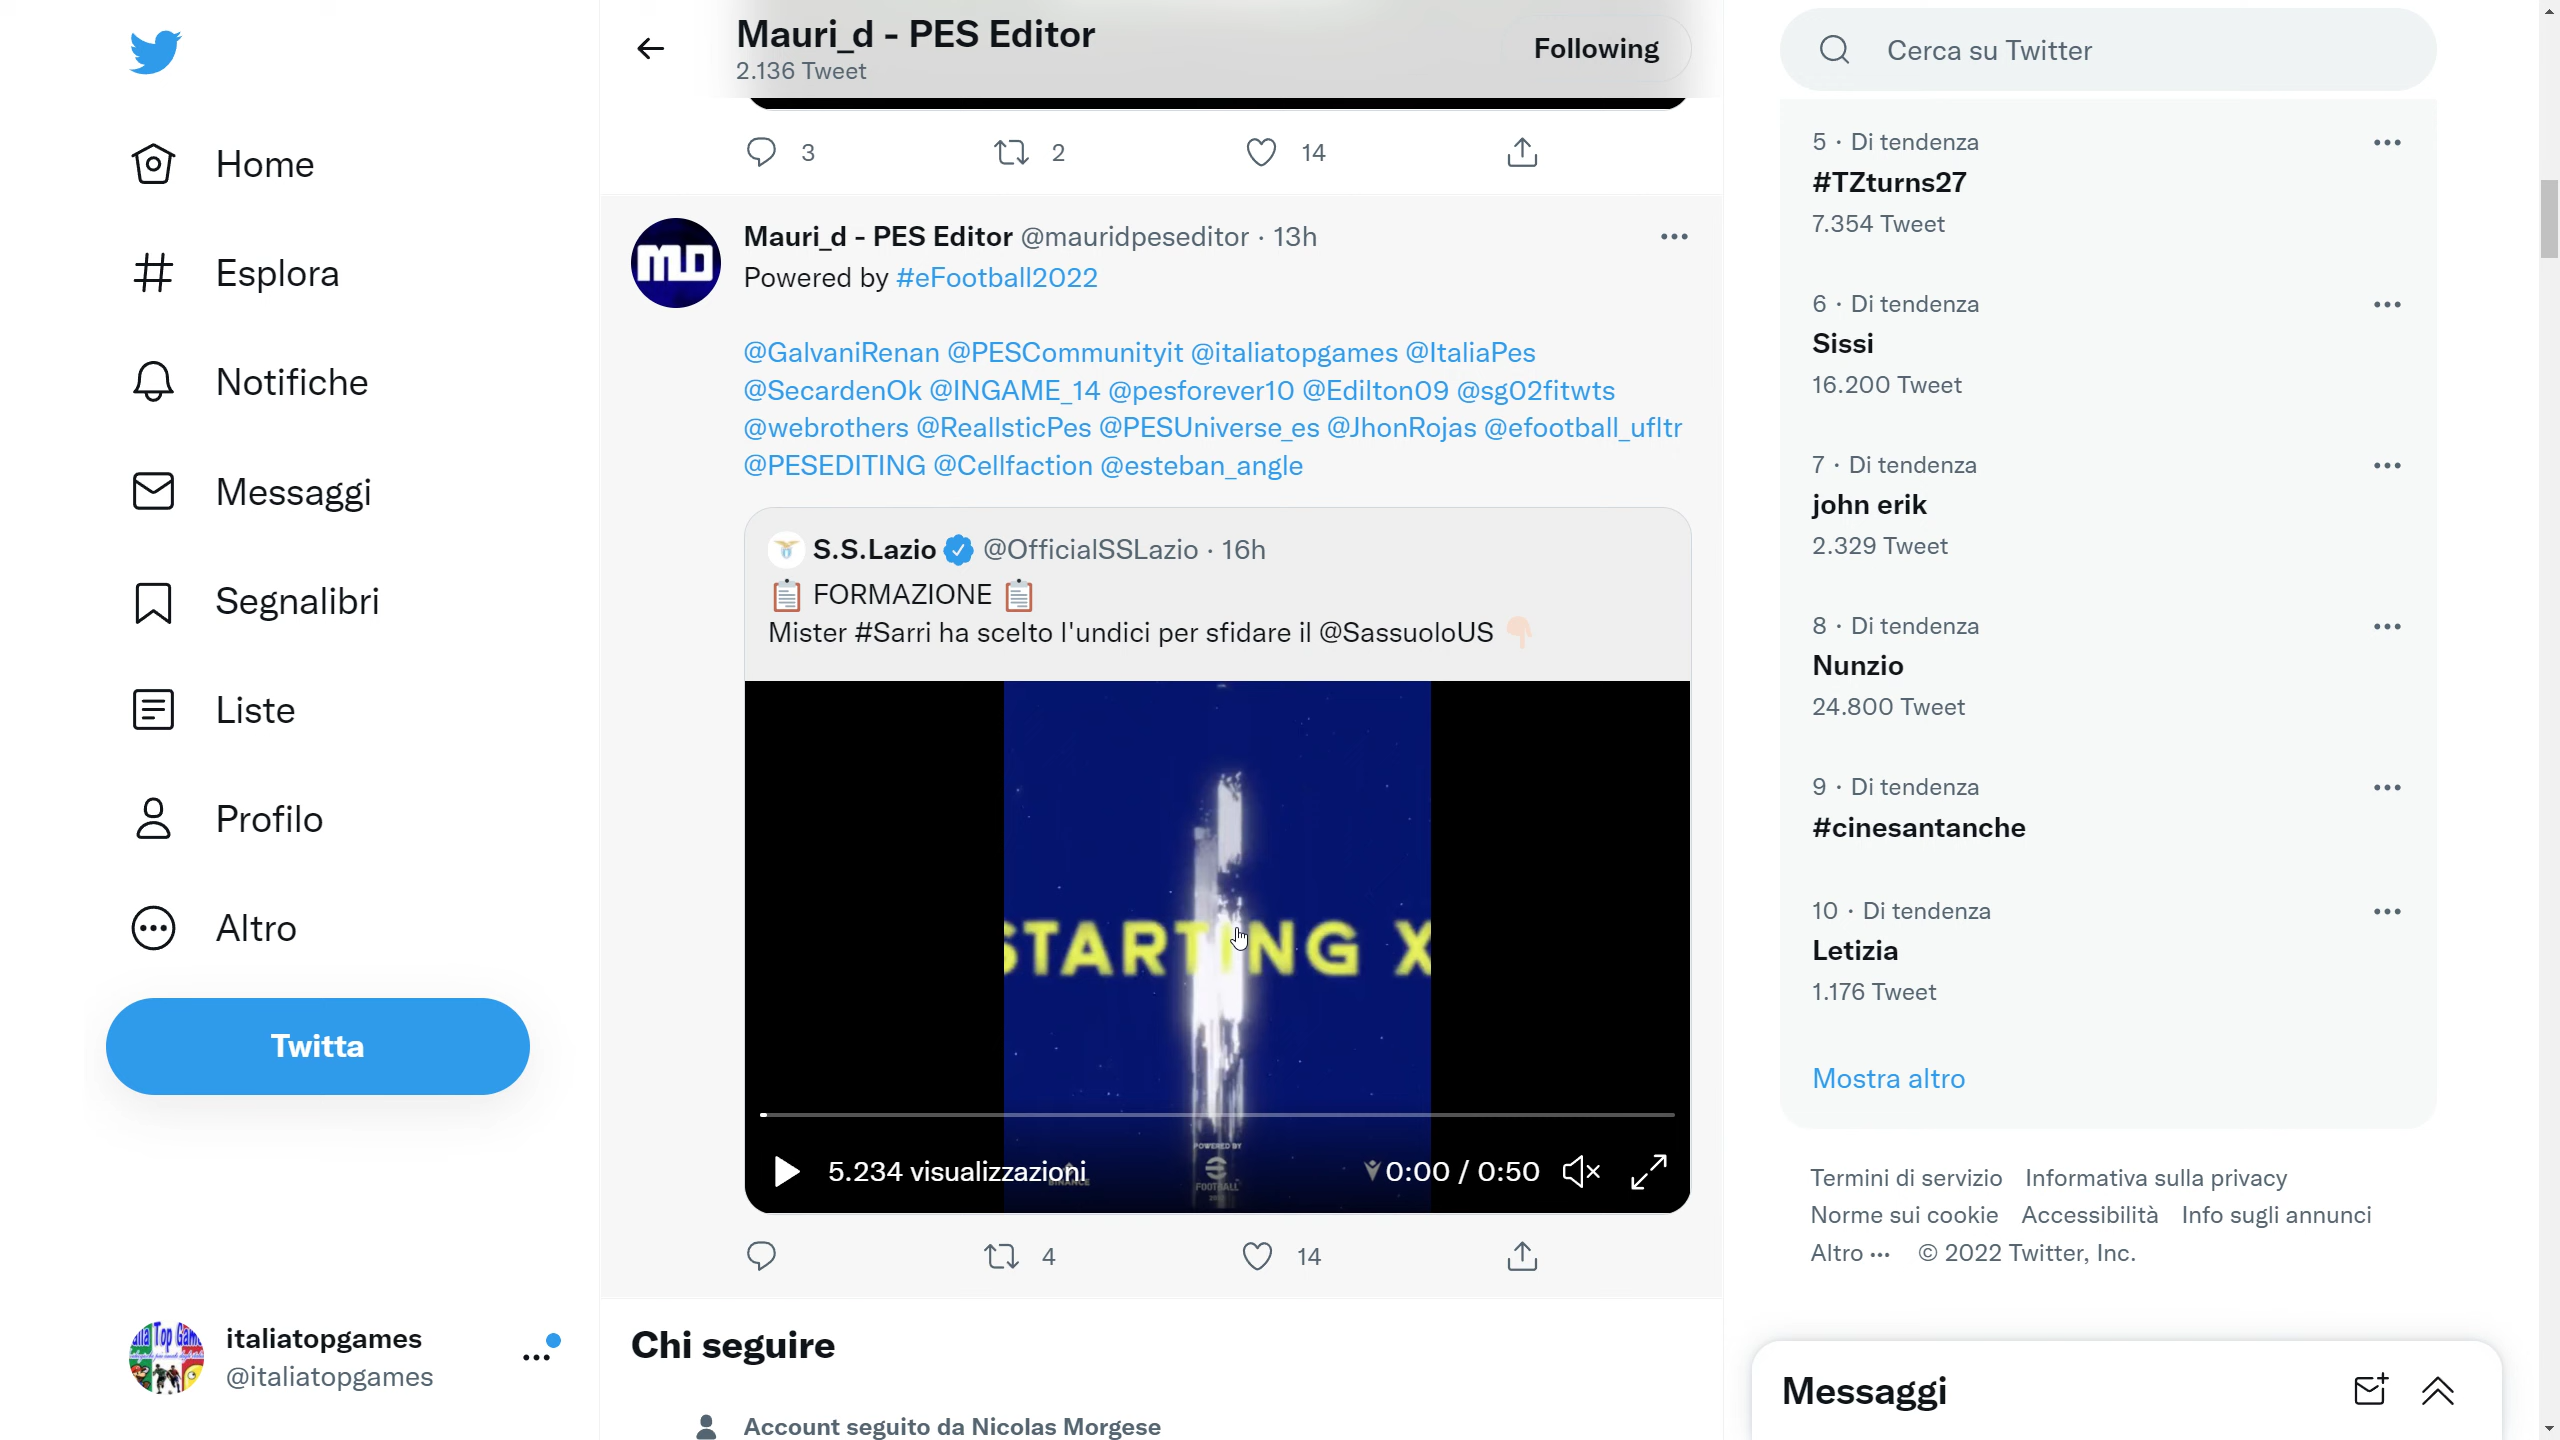 Home
Esplora
Notifiche
Messaggi
Segnalibri
Liste
Profilo
Altro
Twitta
italiatopgames
@italiatopgames
Mauri_d - PES Editor
2.136 Tweet
Following
3
2
14
Mauri_d - PES Editor @mauridpeseditor · 13h
Powered by #eFootball2022
@GalvaniRenan @PESCommunityit @italiatopgames @ItaliaPes
@SecardenOk @INGAME_14 @pesforever10 @Edilton09 @sg02fitwts
@webrothers @RealIsticPes @PESUniverse_es @JhonRojas @efootball_ufltr
@PESEDITING @Cellfaction @esteban_angle
S.S.Lazio @OfficialSSLazio · 16h
FORMAZIONE
Mister #Sarri ha scelto l'undici per sfidare il @SassuoloUS
STARTING X
POWERED BY
FOOTBALL
BINANCE
5.234 visualizzazioni
0:00 / 0:50
4
14
Chi seguire
Account seguito da Nicolas Morgese
Cerca su Twitter
5 · Di tendenza
#TZturns27
7.354 Tweet
6 · Di tendenza
Sissi
16.200 Tweet
7 · Di tendenza
john erik
2.329 Tweet
8 · Di tendenza
Nunzio
24.800 Tweet
9 · Di tendenza
#cinesantanche
10 · Di tendenza
Letizia
1.176 Tweet
Mostra altro
Termini di servizio Informativa sulla privacy
Norme sui cookie Accessibilità Info sugli annunci
Altro ··· © 2022 Twitter, Inc.
Messaggi